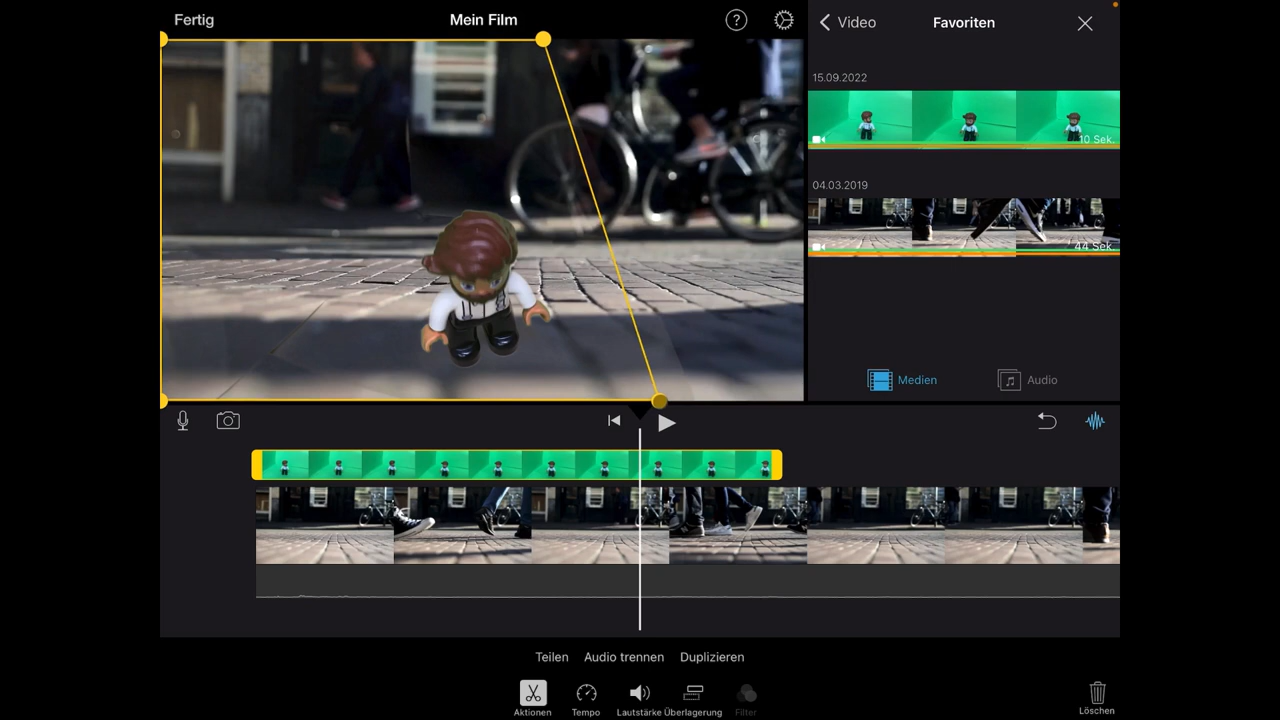 Fertig
Mein Film
?
Video
Favoriten
15.09.2022
10 Sek.
04.03.2019
44 Sek.
Medien
Audio
Teilen
Audio trennen
Duplizieren
Aktionen
Tempo
Lautstärke
Überlagerung
Filter
Löschen